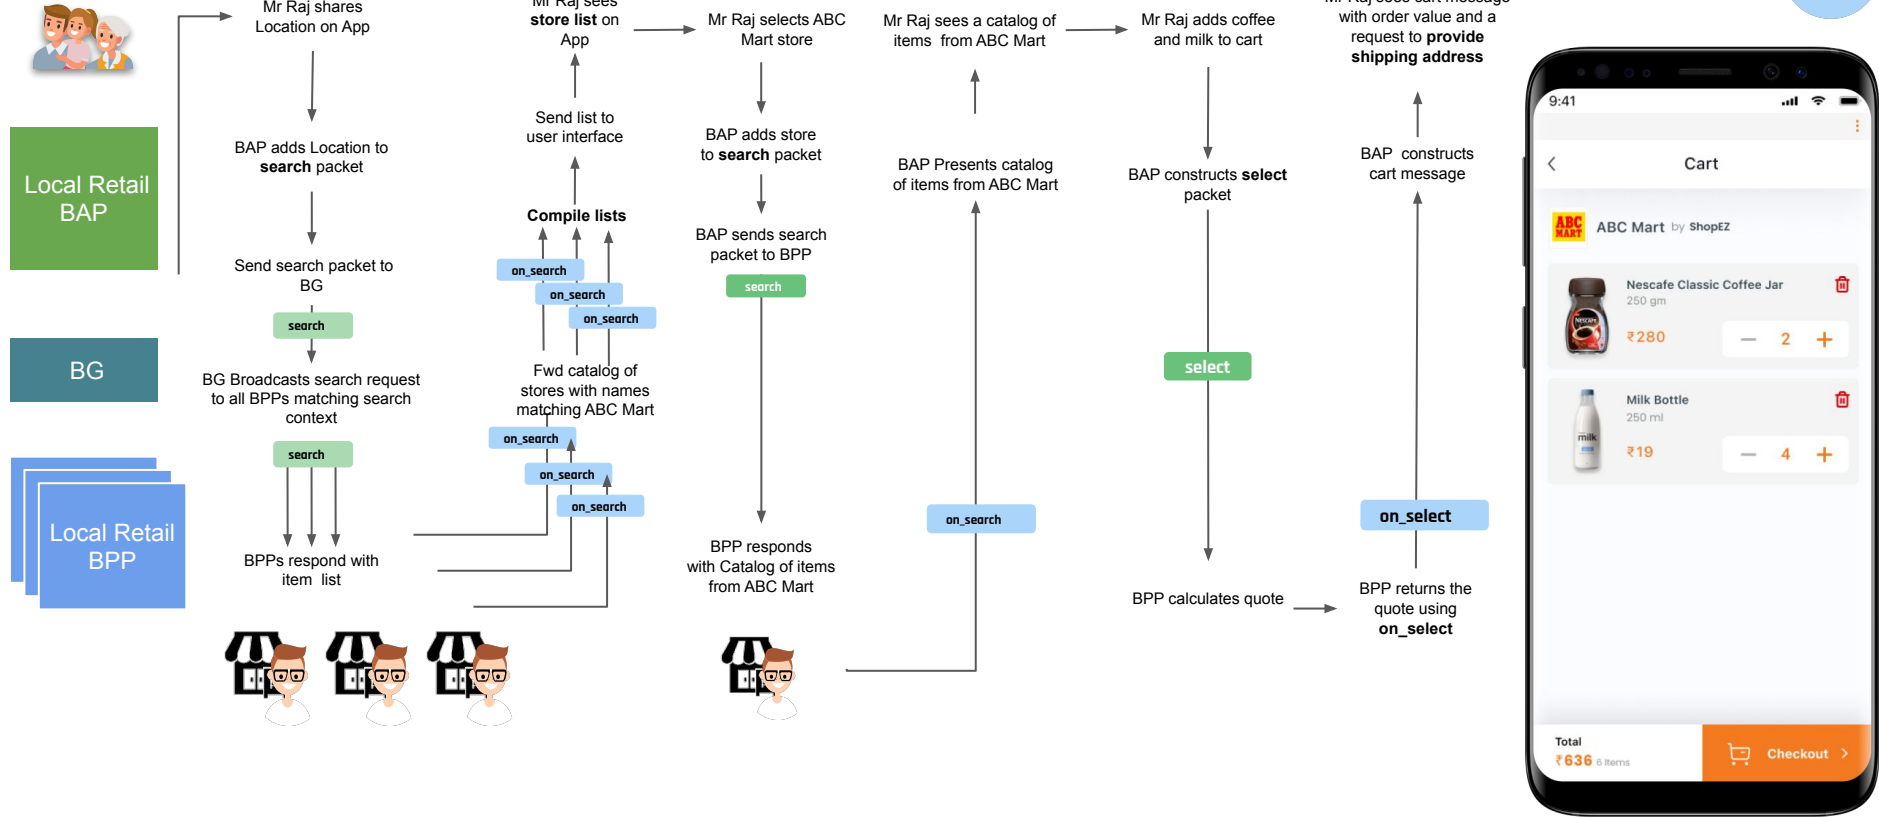 Mr Raj shares
Location on App
BAP adds Location to
search packet
Send search packet to
BG
search
BG Broadcasts search request
to all BPPs matching search
context
search
BPPs respond with
item list
Local Retail
BAP
BG
Local Retail
BPP
Mr Raj sees
store list on
App
Send list to
user interface
Compile lists
on_search
on_search
on_search
Fwd catalog of
stores with names
matching ABC Mart
on_search
on_search
on_search
Mr Raj selects ABC
Mart store
BAP adds store
to search packet
BAP sends search
packet to BPP
search
BPP responds
with Catalog of items
from ABC Mart
Mr Raj sees a catalog of
items from ABC Mart
BAP Presents catalog
of items from ABC Mart
on_search
Mr Raj adds coffee
and milk to cart
BAP constructs select
packet
select
BPP calculates quote
Mr Raj sees cart message
with order value and a
request to provide
shipping address
BAP constructs
cart message
on_select
BPP returns the
quote using
on_select
9:41
Cart
ABC
MART
ABC Mart by ShopEZ
Nescafe Classic Coffee Jar
250 gm
NESCAFE
₹280
2
Milk Bottle
250 ml
milk
₹19
4
Total
₹636 6 Items
Checkout